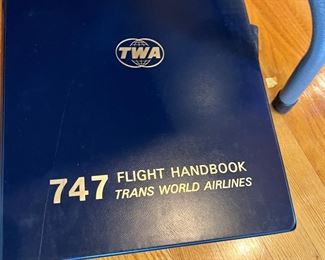 TWA
747 FLIGHT HANDBOOK
TRANS WORLD AIRLINES